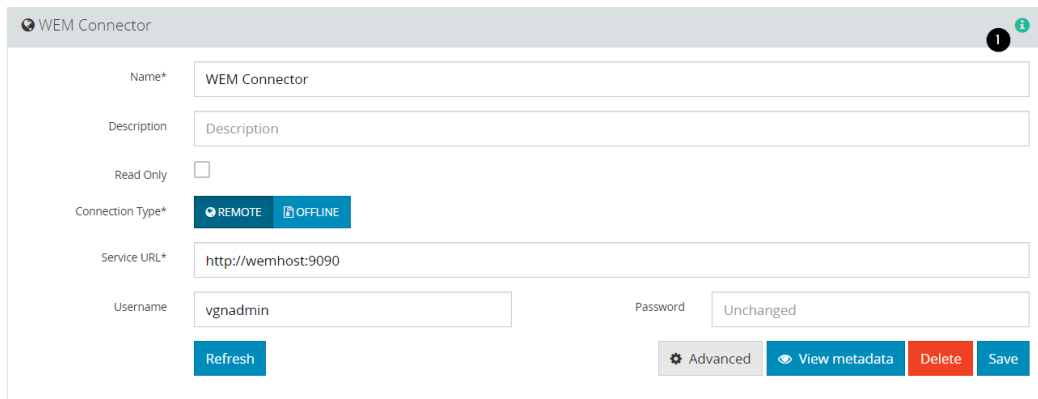 WEM Connector
1
Name* WEM Connector
Description Description
Read Only
Connection Type* REMOTE OFFLINE
Service URL* http://wemhost:9090
Username vgnadmin Password Unchanged
Refresh Advanced View metadata Delete Save